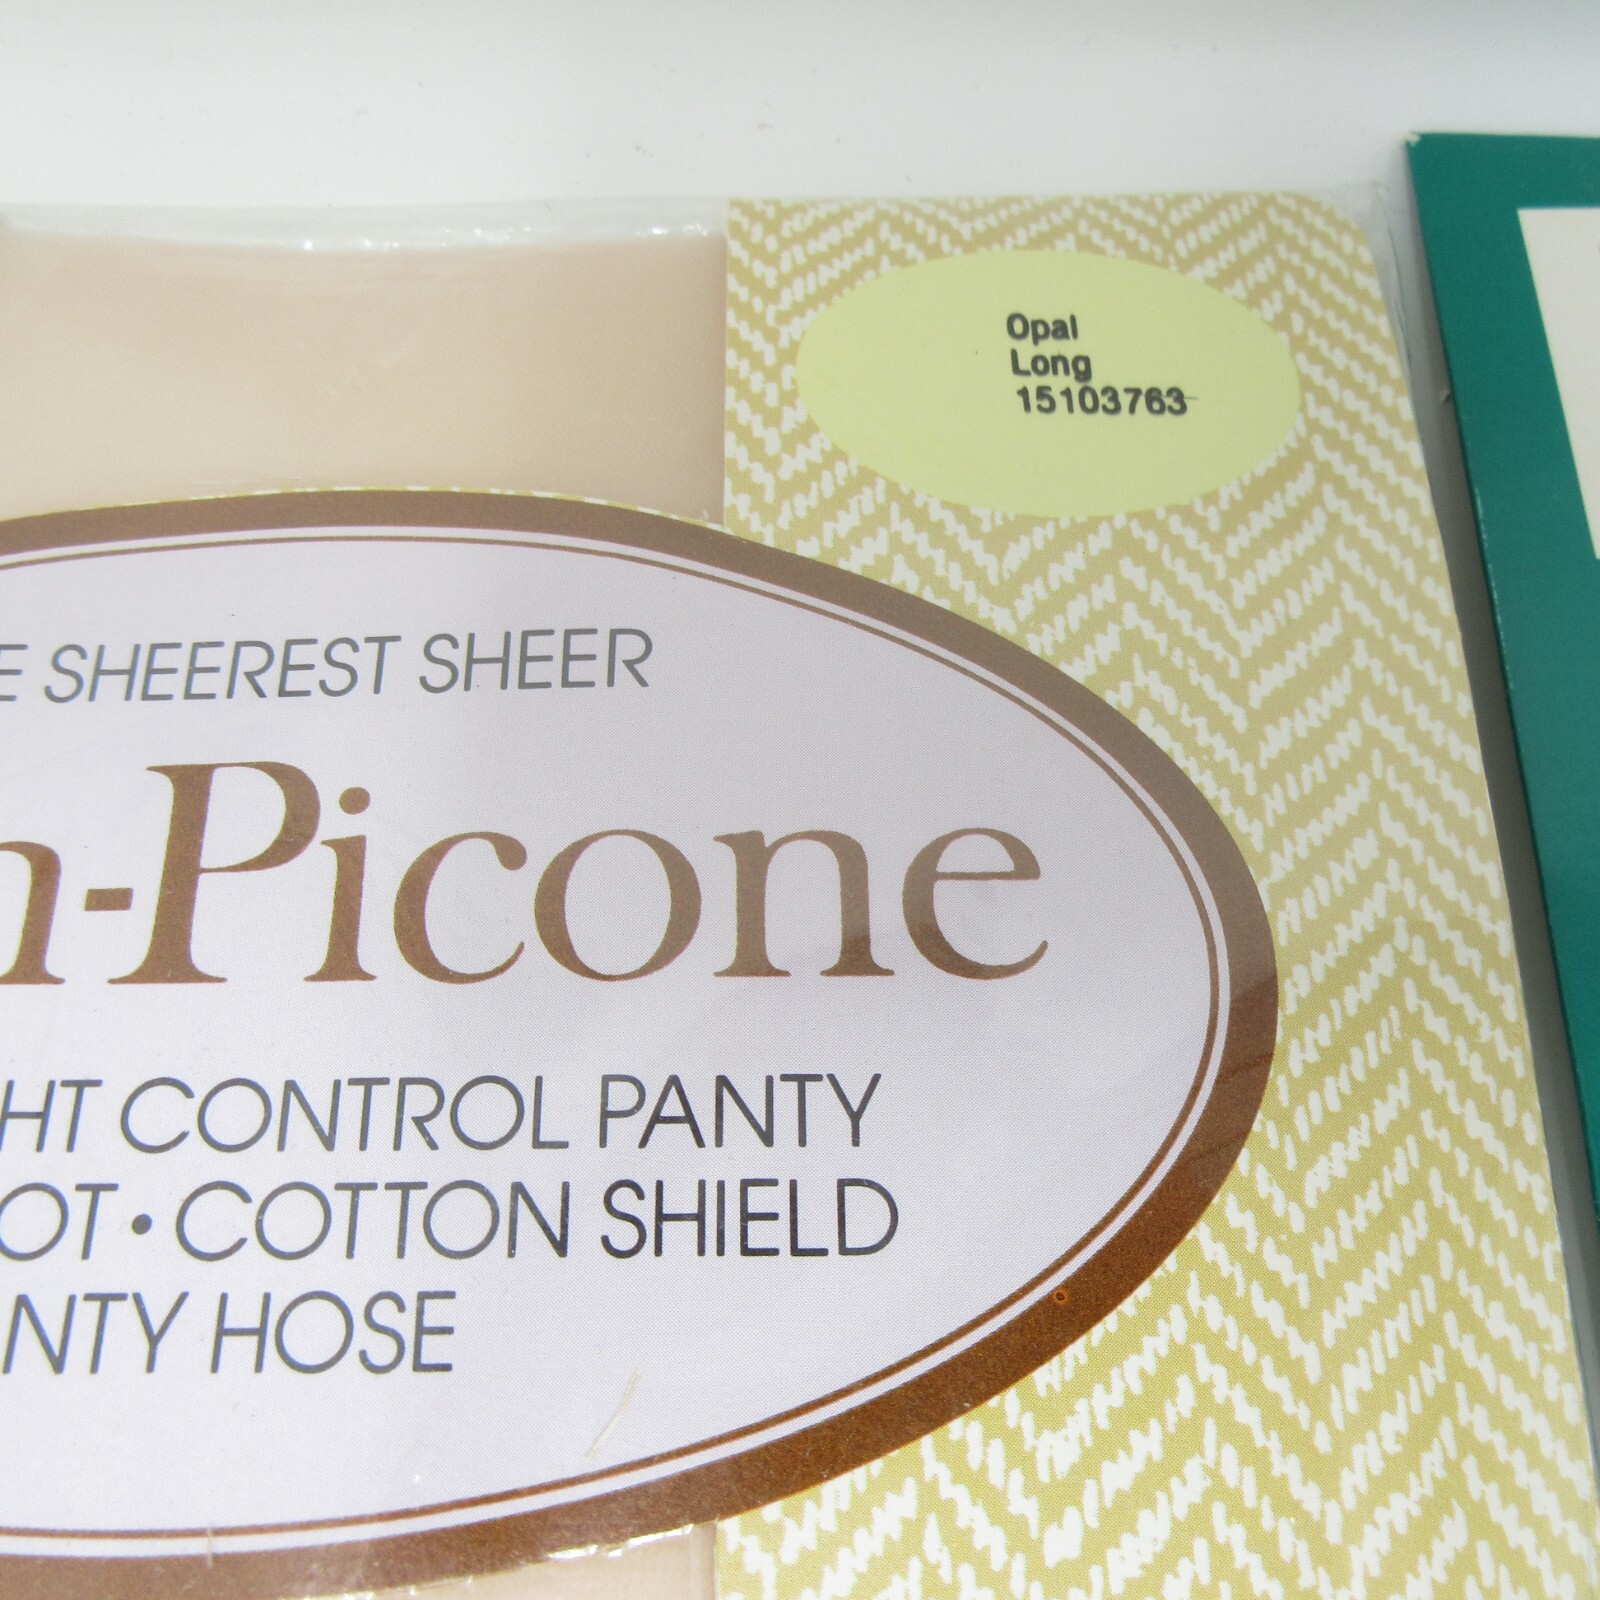 Opal
Long
15103763
E SHEEREST SHEER
n-Picone
HT CONTROL PANTY
OT • COTTON SHIELD
NTY HOSE